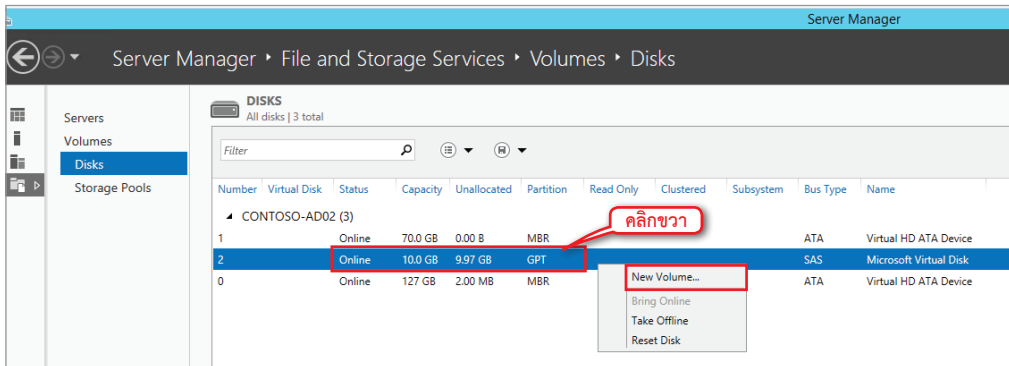 Server Manager
Server Manager ‣ File and Storage Services ‣ Volumes ‣ Disks
Servers
Volumes
Disks
Storage Pools
DISKS
All disks | 3 total
Filter
Number Virtual Disk Status Capacity Unallocated Partition Read Only Clustered Subsystem Bus Type Name
CONTOSO-AD02 (3)
คลิกขวา
1 Online 70.0 GB 0.00 B MBR ATA Virtual HD ATA Device
2 Online 10.0 GB 9.97 GB GPT SAS Microsoft Virtual Disk
0 Online 127 GB 2.00 MB MBR ATA Virtual HD ATA Device
New Volume...
Bring Online
Take Offline
Reset Disk